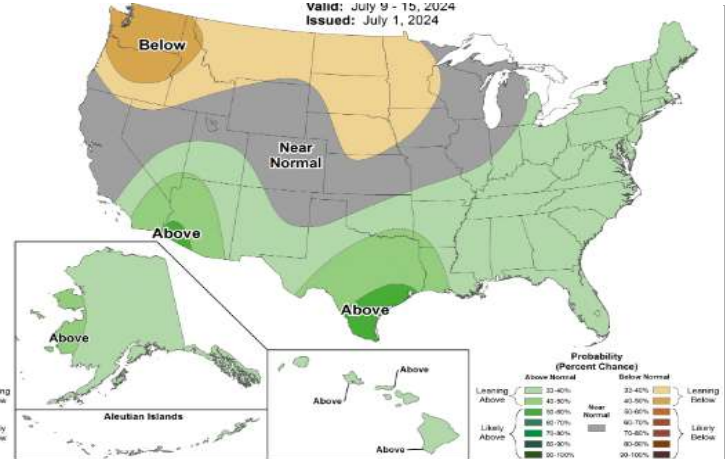 Valid: July 9 - 15, 2024
Issued: July 1, 2024
Below
Near
Normal
Above
Above
Above
Above
Above
Above
Aleutian Islands
Probability
(Percent Chance)
Above Normal
Below Normal
Leaning
Above
Likely
Above
33-40%
40-50%
50-60%
60-70%
70-80%
80-90%
90-100%
Near
Normal
33-40%
40-50%
50-60%
60-70%
70-80%
80-90%
90-100%
Leaning
Below
Likely
Below